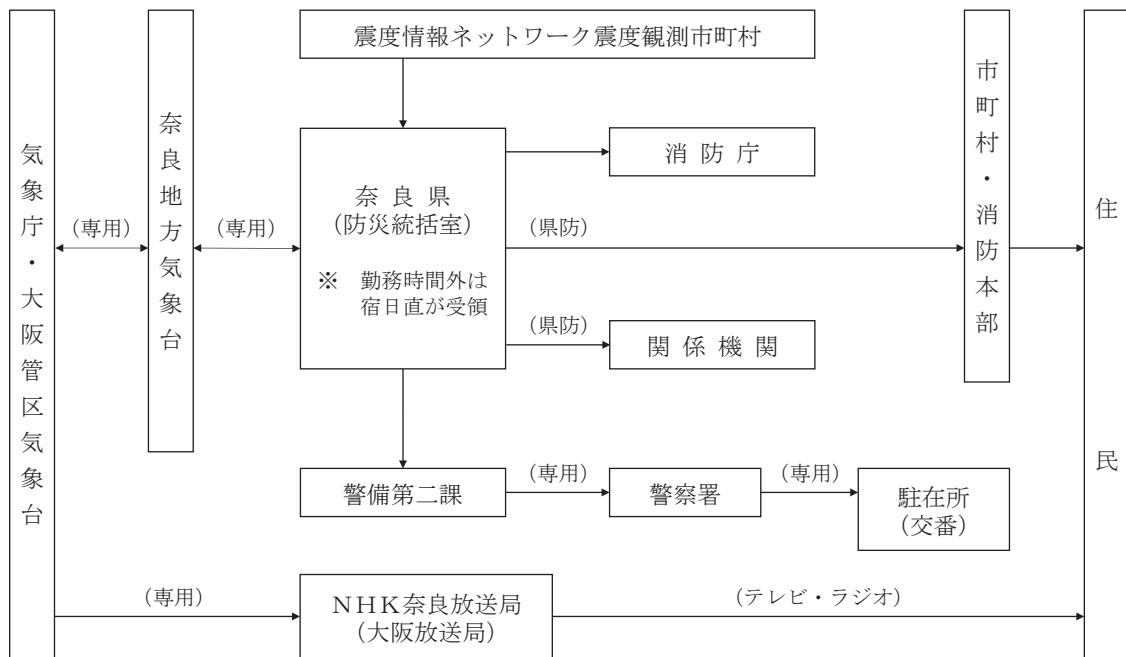 震度情報ネットワーク震度観測市町村
気象庁・大阪管区気象台
(専用)
奈良地方気象台
(専用)
奈良県
(防災統括室)
※ 勤務時間外は
宿日直が受領
消防庁
(県防)
市町村・消防本部
住民
(県防)
関係機関
警備第二課
(専用)
警察署
(専用)
駐在所
(交番)
(専用)
NHK奈良放送局
(大阪放送局)
(テレビ・ラジオ)